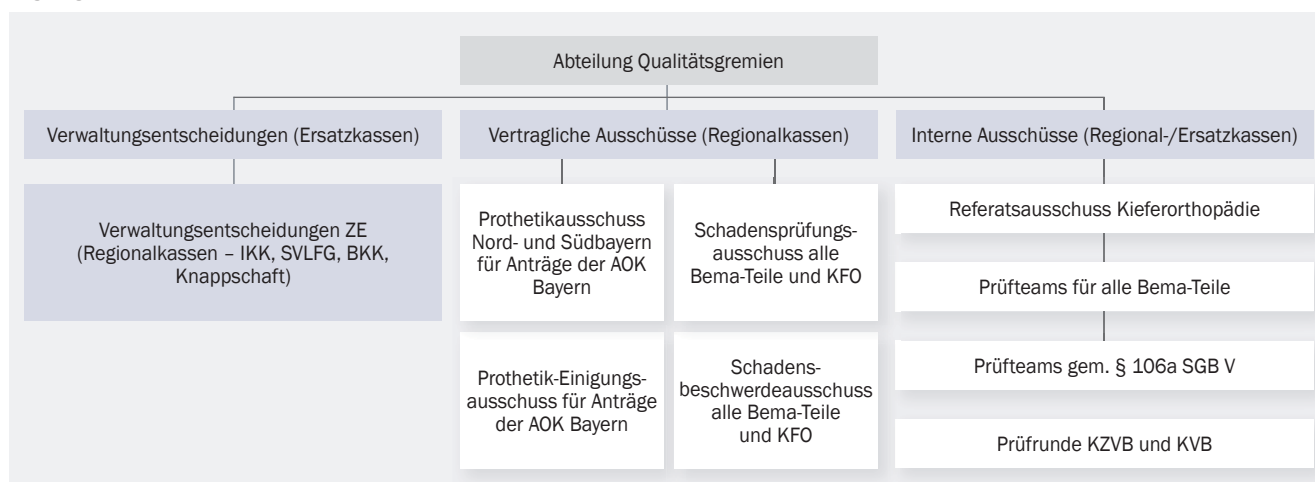 Abteilung Qualitätsgremien
Verwaltungsentscheidungen (Ersatzkassen)
Verwaltungsentscheidungen ZE
(Regionalkassen – IKK, SVLFG, BKK,
Knappschaft)
Vertragliche Ausschüsse (Regionalkassen)
Prothetikausschuss
Nord- und Südbayern
für Anträge der AOK
Bayern
Prothetik-Einigungs-
ausschuss für Anträge
der AOK Bayern
Schadensprüfungs-
ausschuss alle
Bema-Teile und KFO
Schadens-
beschwerdeausschuss
alle Bema-Teile
und KFO
Interne Ausschüsse (Regional-/Ersatzkassen)
Referatsausschuss Kieferorthopädie
Prüfteams für alle Bema-Teile
Prüfteams gem. § 106a SGB V
Prüfrunde KZVB und KVB